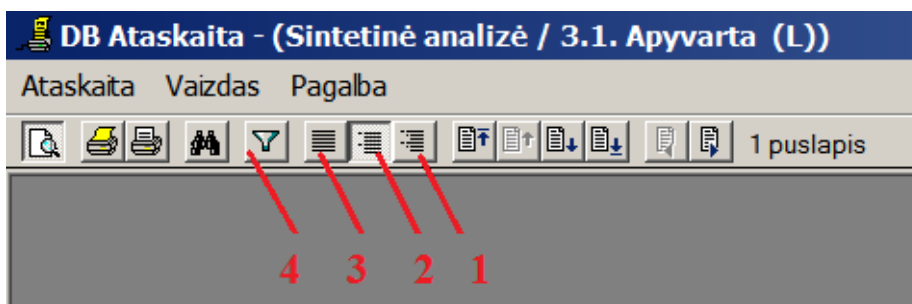 DB Ataskaita - (Sintetinė analizė / 3.1. Apyvarta (L))
Ataskaita Vaizdas Pagalba
1 puslapis
4 3 2 1